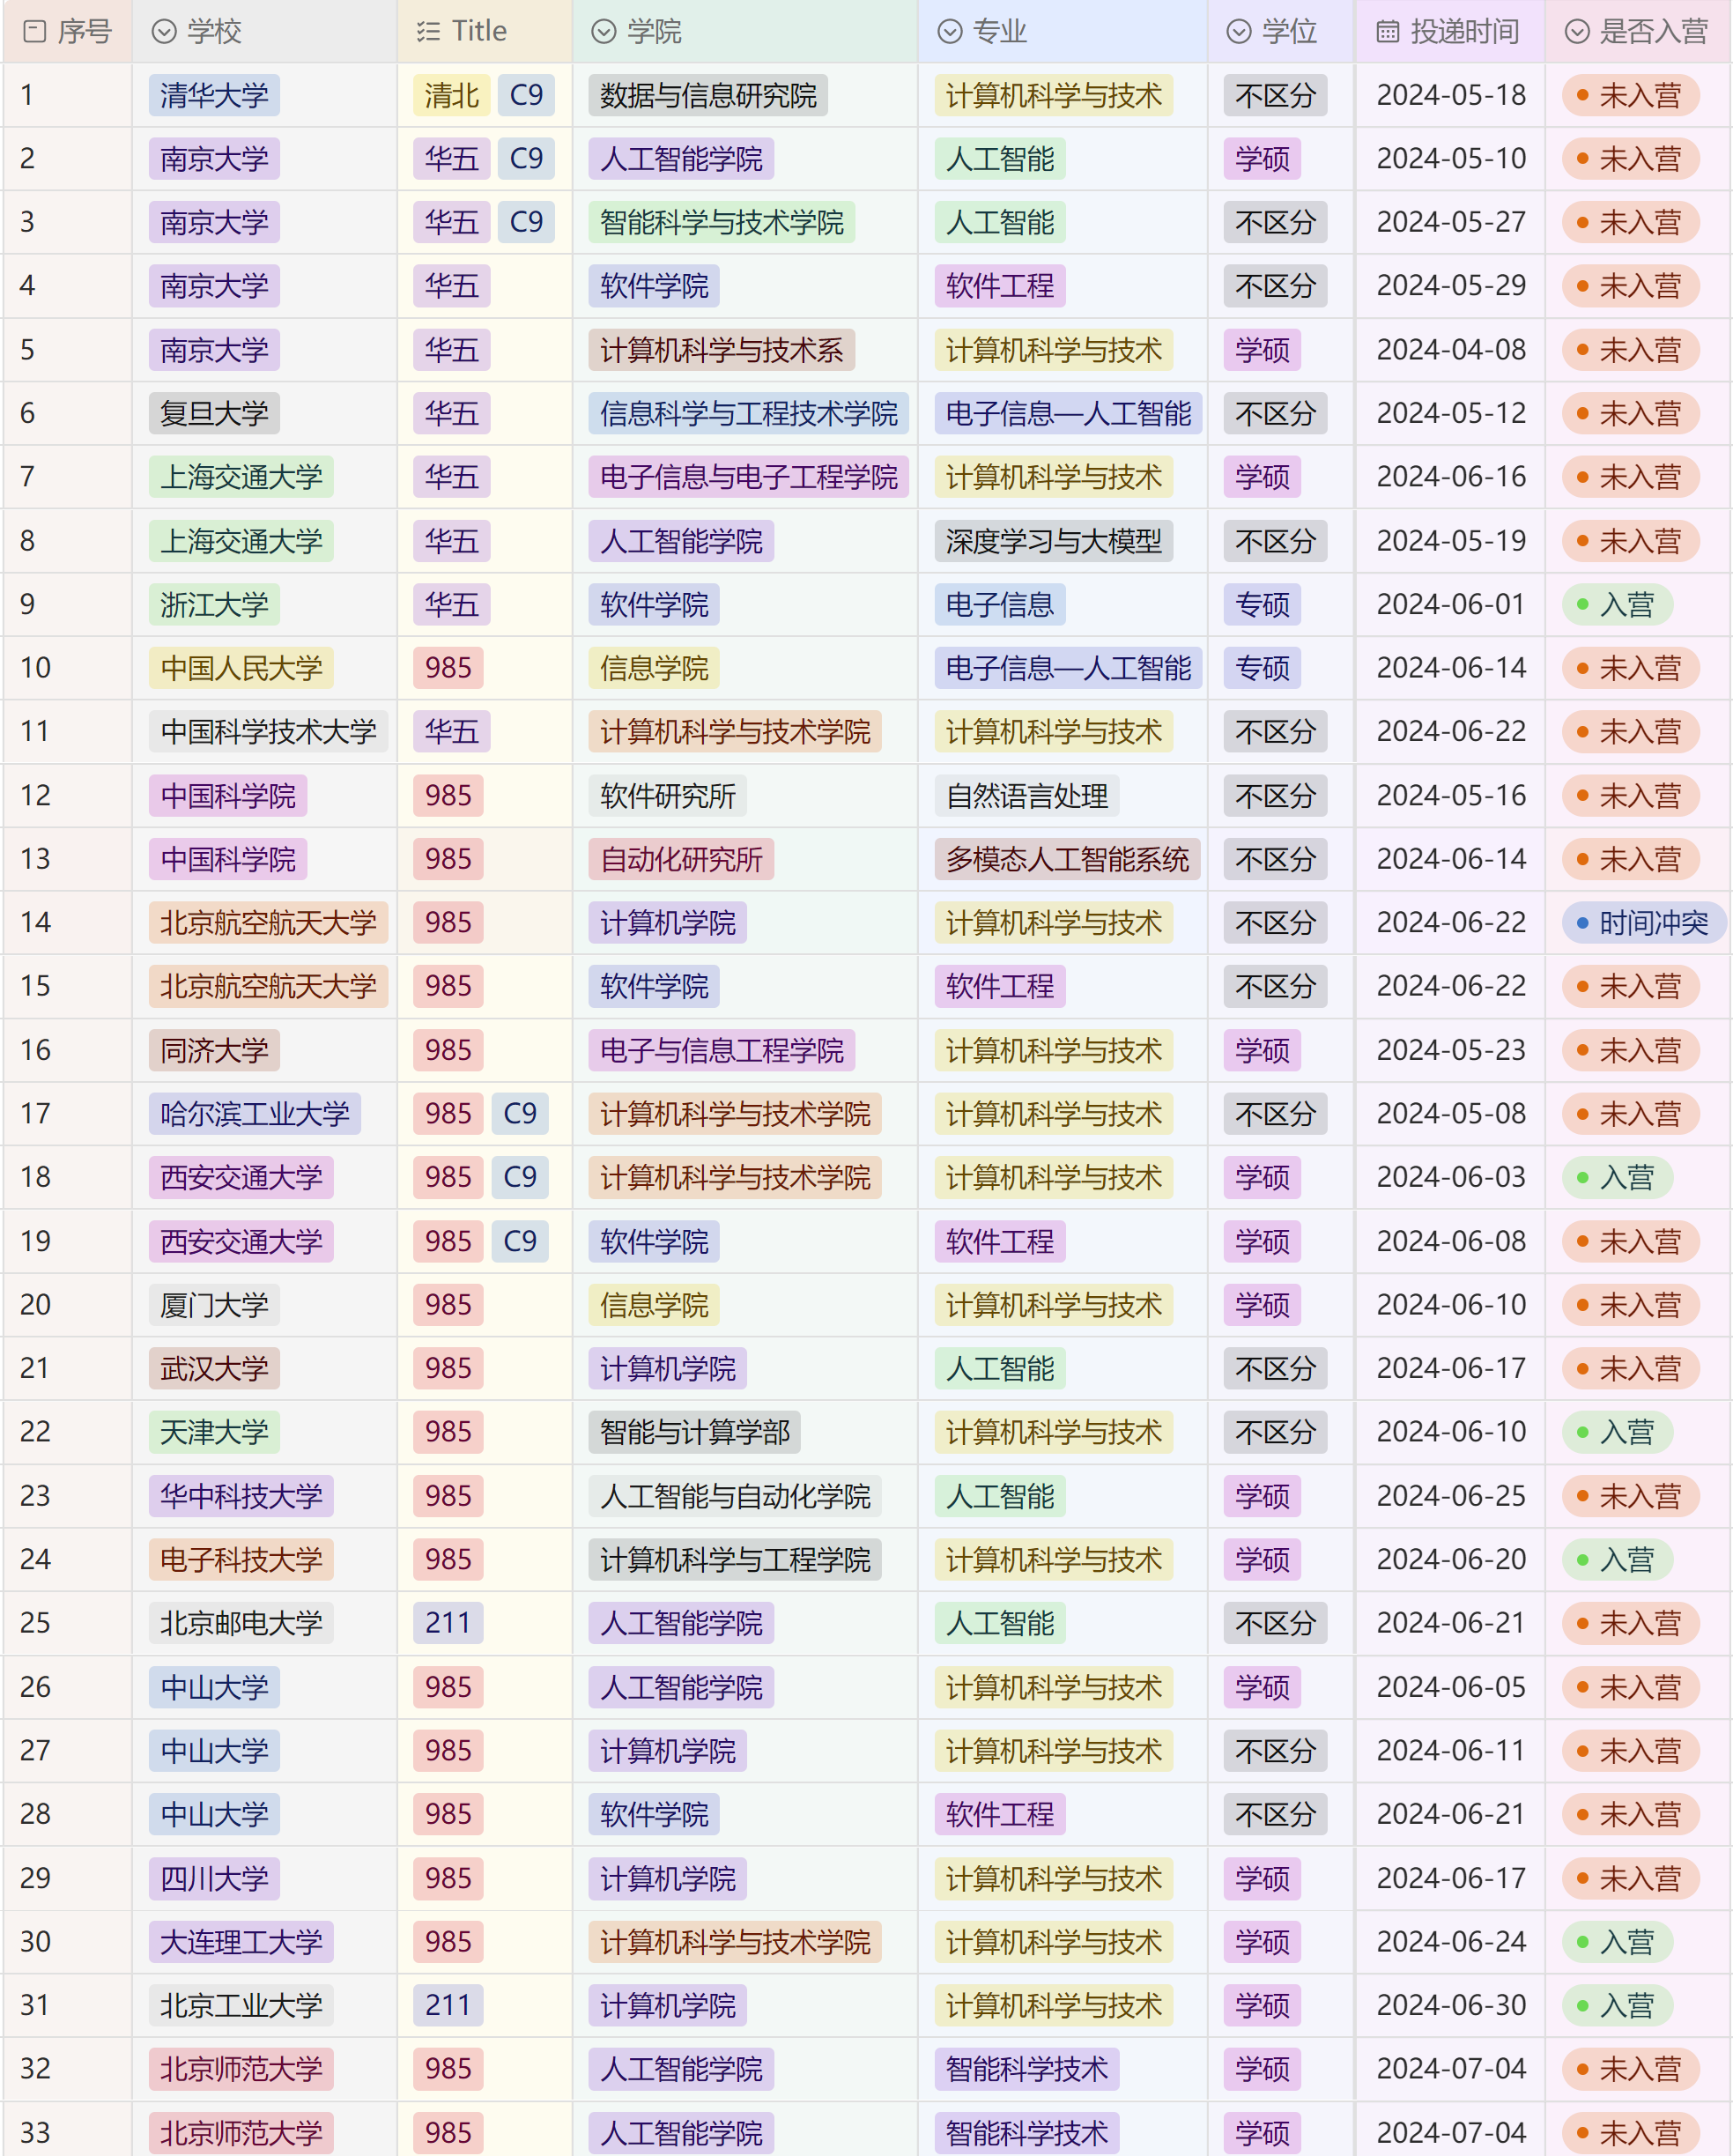 序号 学校 Title 学院 专业 学位 投递时间 是否入营
1 清华大学 清北 C9 数据与信息研究院 计算机科学与技术 不区分 2024-05-18 未入营
2 南京大学 华五 C9 人工智能学院 人工智能 学硕 2024-05-10 未入营
3 南京大学 华五 C9 智能科学与技术学院 人工智能 不区分 2024-05-27 未入营
4 南京大学 华五 软件学院 软件工程 不区分 2024-05-29 未入营
5 南京大学 华五 计算机科学与技术系 计算机科学与技术 学硕 2024-04-08 未入营
6 复旦大学 华五 信息科学与工程技术学院 电子信息—人工智能 不区分 2024-05-12 未入营
7 上海交通大学 华五 电子信息与电子工程学院 计算机科学与技术 学硕 2024-06-16 未入营
8 上海交通大学 华五 人工智能学院 深度学习与大模型 不区分 2024-05-19 未入营
9 浙江大学 华五 软件学院 电子信息 专硕 2024-06-01 入营
10 中国人民大学 985 信息学院 电子信息—人工智能 专硕 2024-06-14 未入营
11 中国科学技术大学 华五 计算机科学与技术学院 计算机科学与技术 不区分 2024-06-22 未入营
12 中国科学院 985 软件研究所 自然语言处理 不区分 2024-05-16 未入营
13 中国科学院 985 自动化研究所 多模态人工智能系统 不区分 2024-06-14 未入营
14 北京航空航天大学 985 计算机学院 计算机科学与技术 不区分 2024-06-22 时间冲突
15 北京航空航天大学 985 软件学院 软件工程 不区分 2024-06-22 未入营
16 同济大学 985 电子与信息工程学院 计算机科学与技术 学硕 2024-05-23 未入营
17 哈尔滨工业大学 985 C9 计算机科学与技术学院 计算机科学与技术 不区分 2024-05-08 未入营
18 西安交通大学 985 C9 计算机科学与技术学院 计算机科学与技术 学硕 2024-06-03 入营
19 西安交通大学 985 C9 软件学院 软件工程 学硕 2024-06-08 未入营
20 厦门大学 985 信息学院 计算机科学与技术 学硕 2024-06-10 未入营
21 武汉大学 985 计算机学院 人工智能 不区分 2024-06-17 未入营
22 天津大学 985 智能与计算学部 计算机科学与技术 不区分 2024-06-10 入营
23 华中科技大学 985 人工智能与自动化学院 人工智能 学硕 2024-06-25 未入营
24 电子科技大学 985 计算机科学与工程学院 计算机科学与技术 学硕 2024-06-20 入营
25 北京邮电大学 211 人工智能学院 人工智能 不区分 2024-06-21 未入营
26 中山大学 985 人工智能学院 计算机科学与技术 学硕 2024-06-05 未入营
27 中山大学 985 计算机学院 计算机科学与技术 不区分 2024-06-11 未入营
28 中山大学 985 软件学院 软件工程 不区分 2024-06-21 未入营
29 四川大学 985 计算机学院 计算机科学与技术 学硕 2024-06-17 未入营
30 大连理工大学 985 计算机科学与技术学院 计算机科学与技术 学硕 2024-06-24 入营
31 北京工业大学 211 计算机学院 计算机科学与技术 学硕 2024-06-30 入营
32 北京师范大学 985 人工智能学院 智能科学技术 学硕 2024-07-04 未入营
33 北京师范大学 985 人工智能学院 智能科学技术 学硕 2024-07-04 未入营